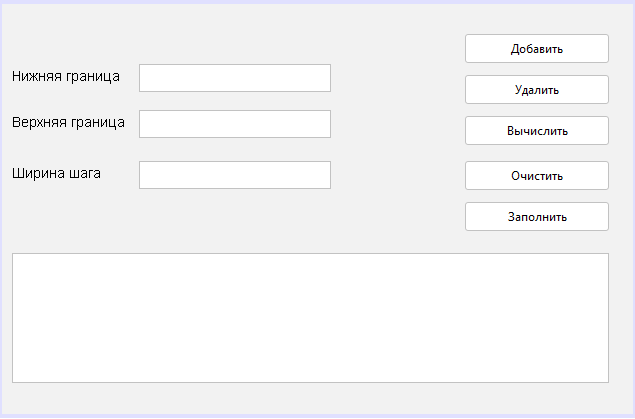 Добавить
Нижняя граница
Удалить
Верхняя граница
Вычислить
Ширина шага
Очистить
Заполнить